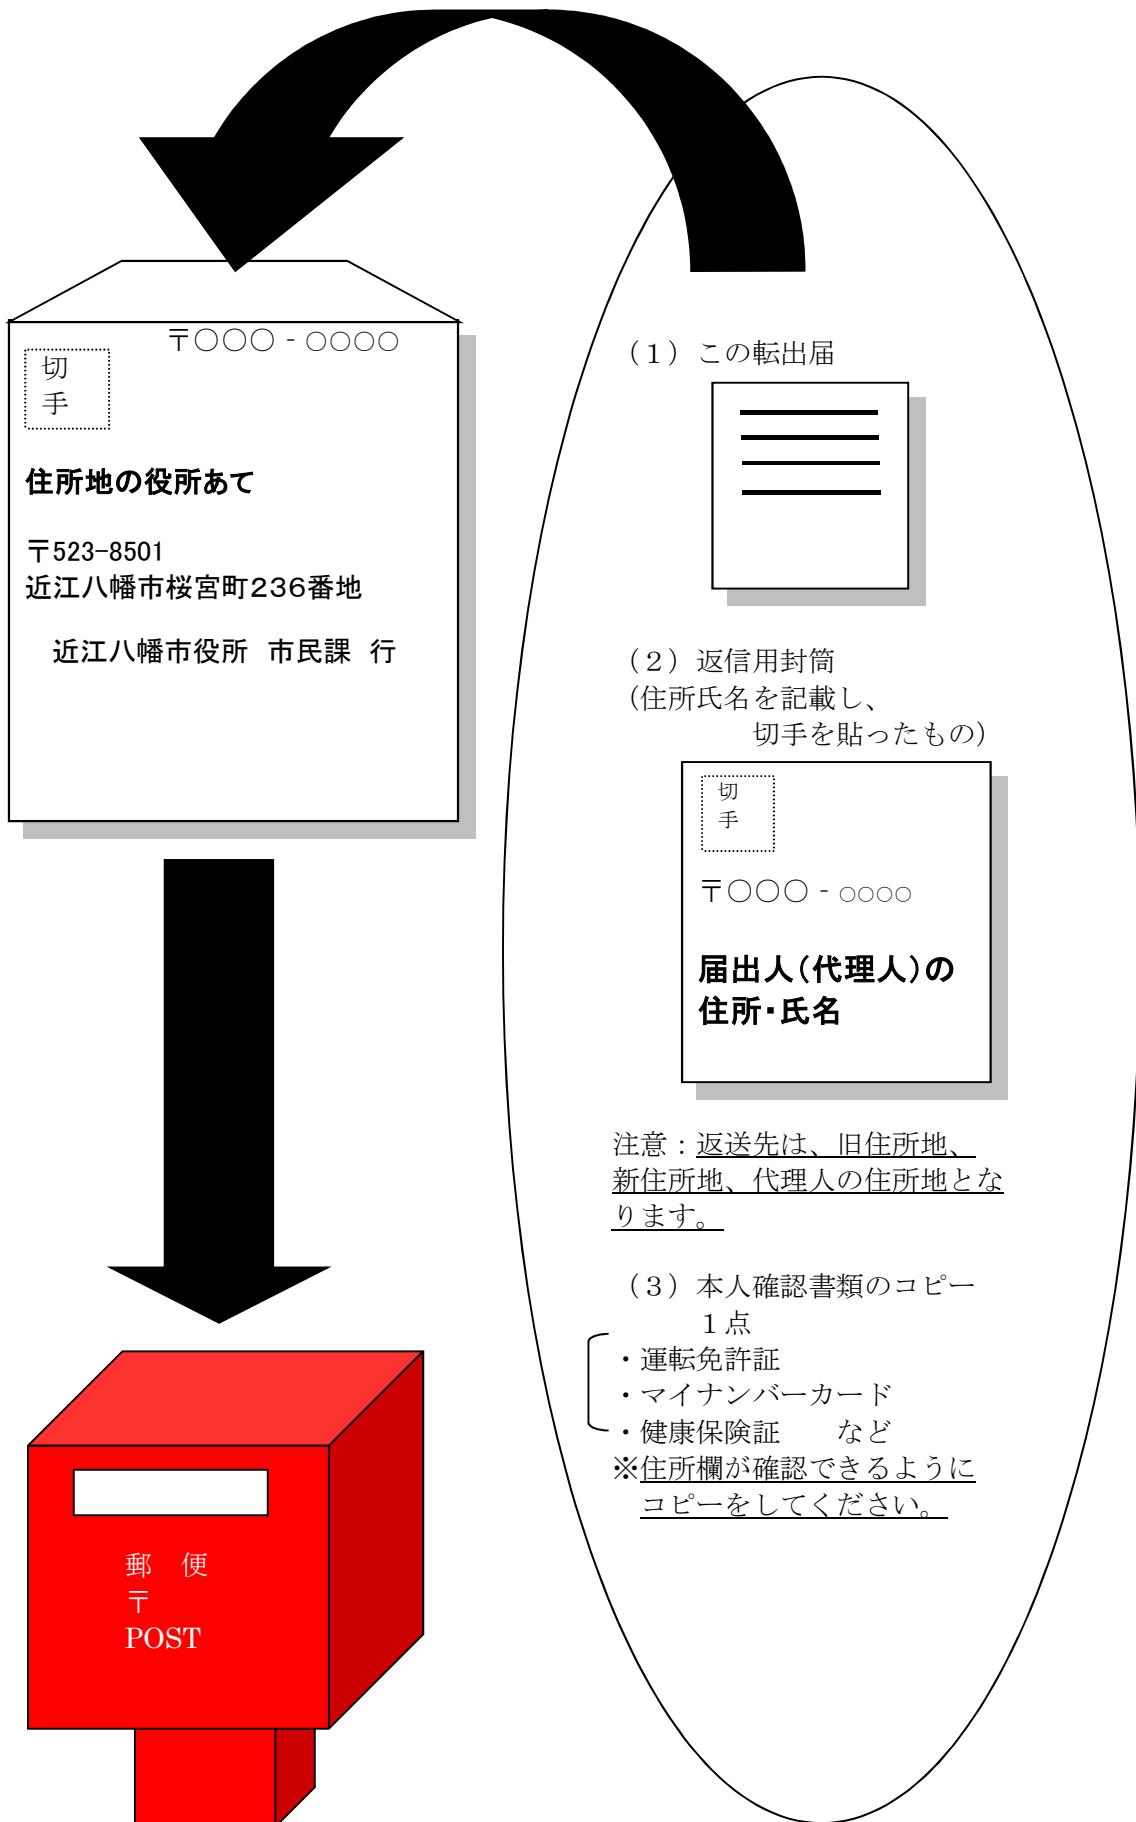 〒○○○‐○○○○
切
手
住所地の役所あて
〒523-8501
近江八幡市桜宮町236番地
近江八幡市役所 市民課 行
（１）この転出届
（２）返信用封筒
（住所氏名を記載し、
切手を貼ったもの）
切
手
〒○○○‐○○○○
届出人（代理人）の
住所・氏名
注意：返送先は、旧住所地、
新住所地、代理人の住所地とな
ります。
（３）本人確認書類のコピー
１点
・運転免許証
・マイナンバーカード
・健康保険証　　など
※住所欄が確認できるように
コピーをしてください。
郵　便
〒
POST